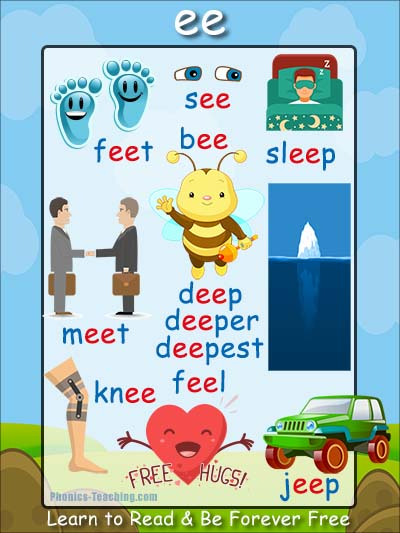 ee
see
feet
bee
sleep
z
z
meet
deep
deeper
deepest
knee
feel
FREE HUGS!
jeep
Phonics-Teaching.com
Learn to Read & Be Forever Free